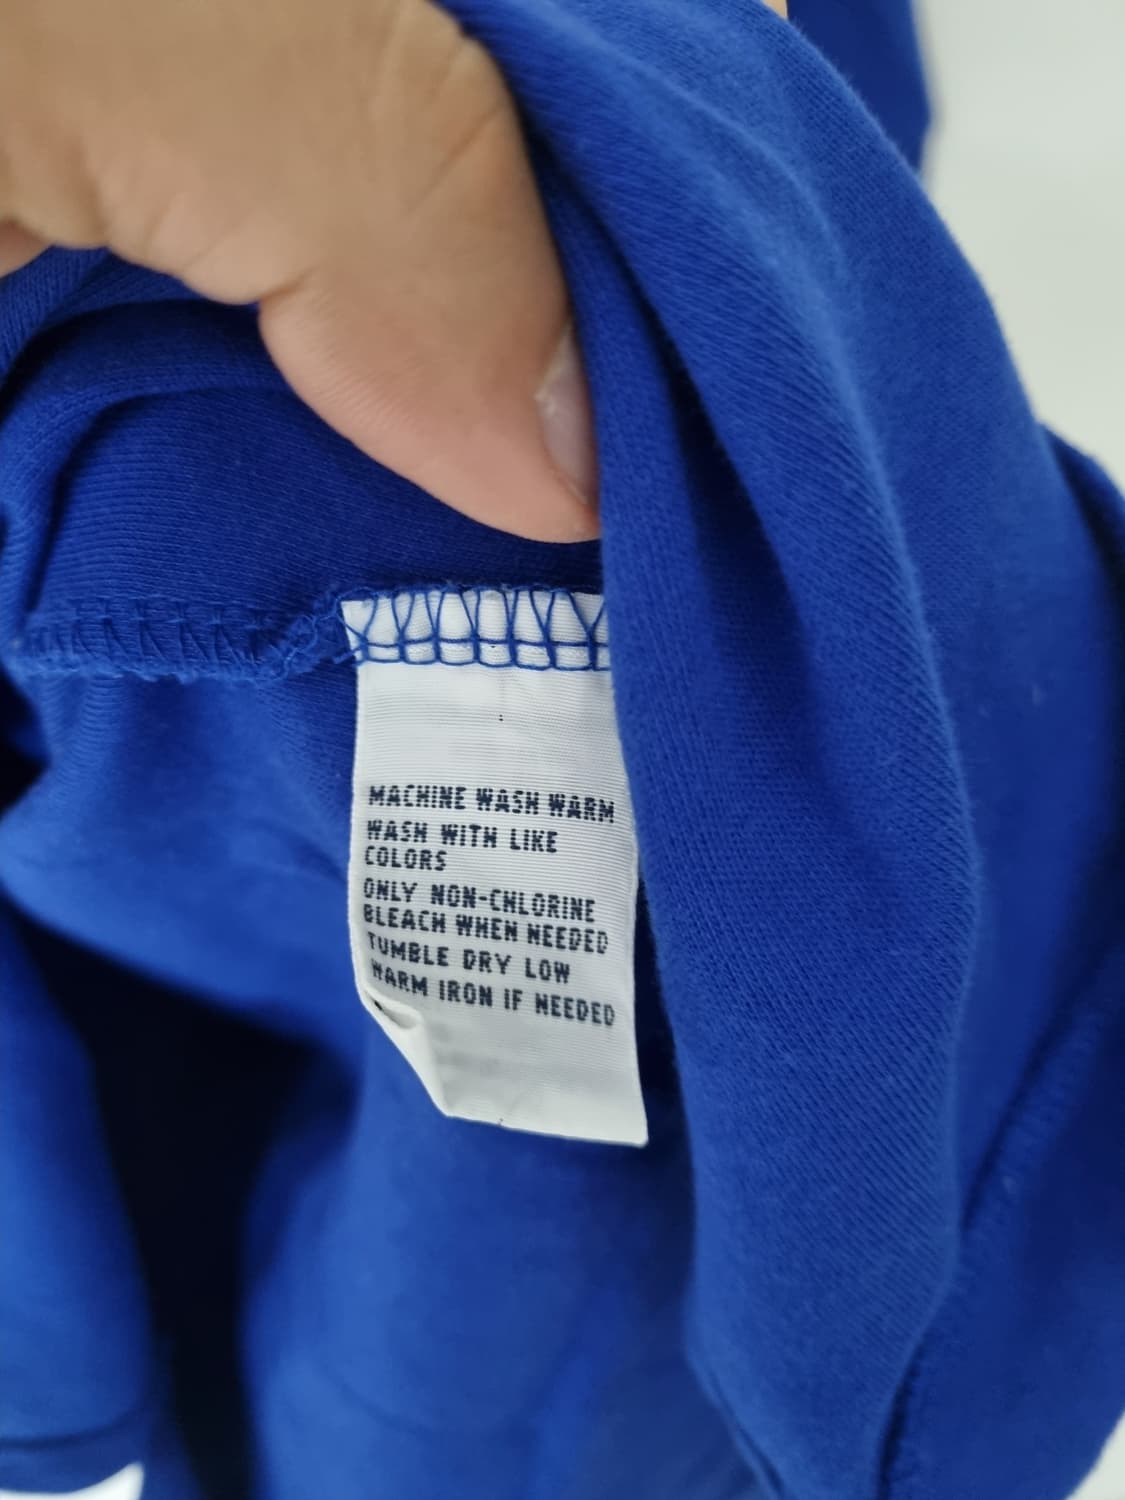 MACHINE WASH WARM
WASH WITH LIKE
COLORS
ONLY NON-CHLORINE
BLEACH WHEN NEEDED
TUMBLE DRY LOW
WARM IRON IF NEEDED